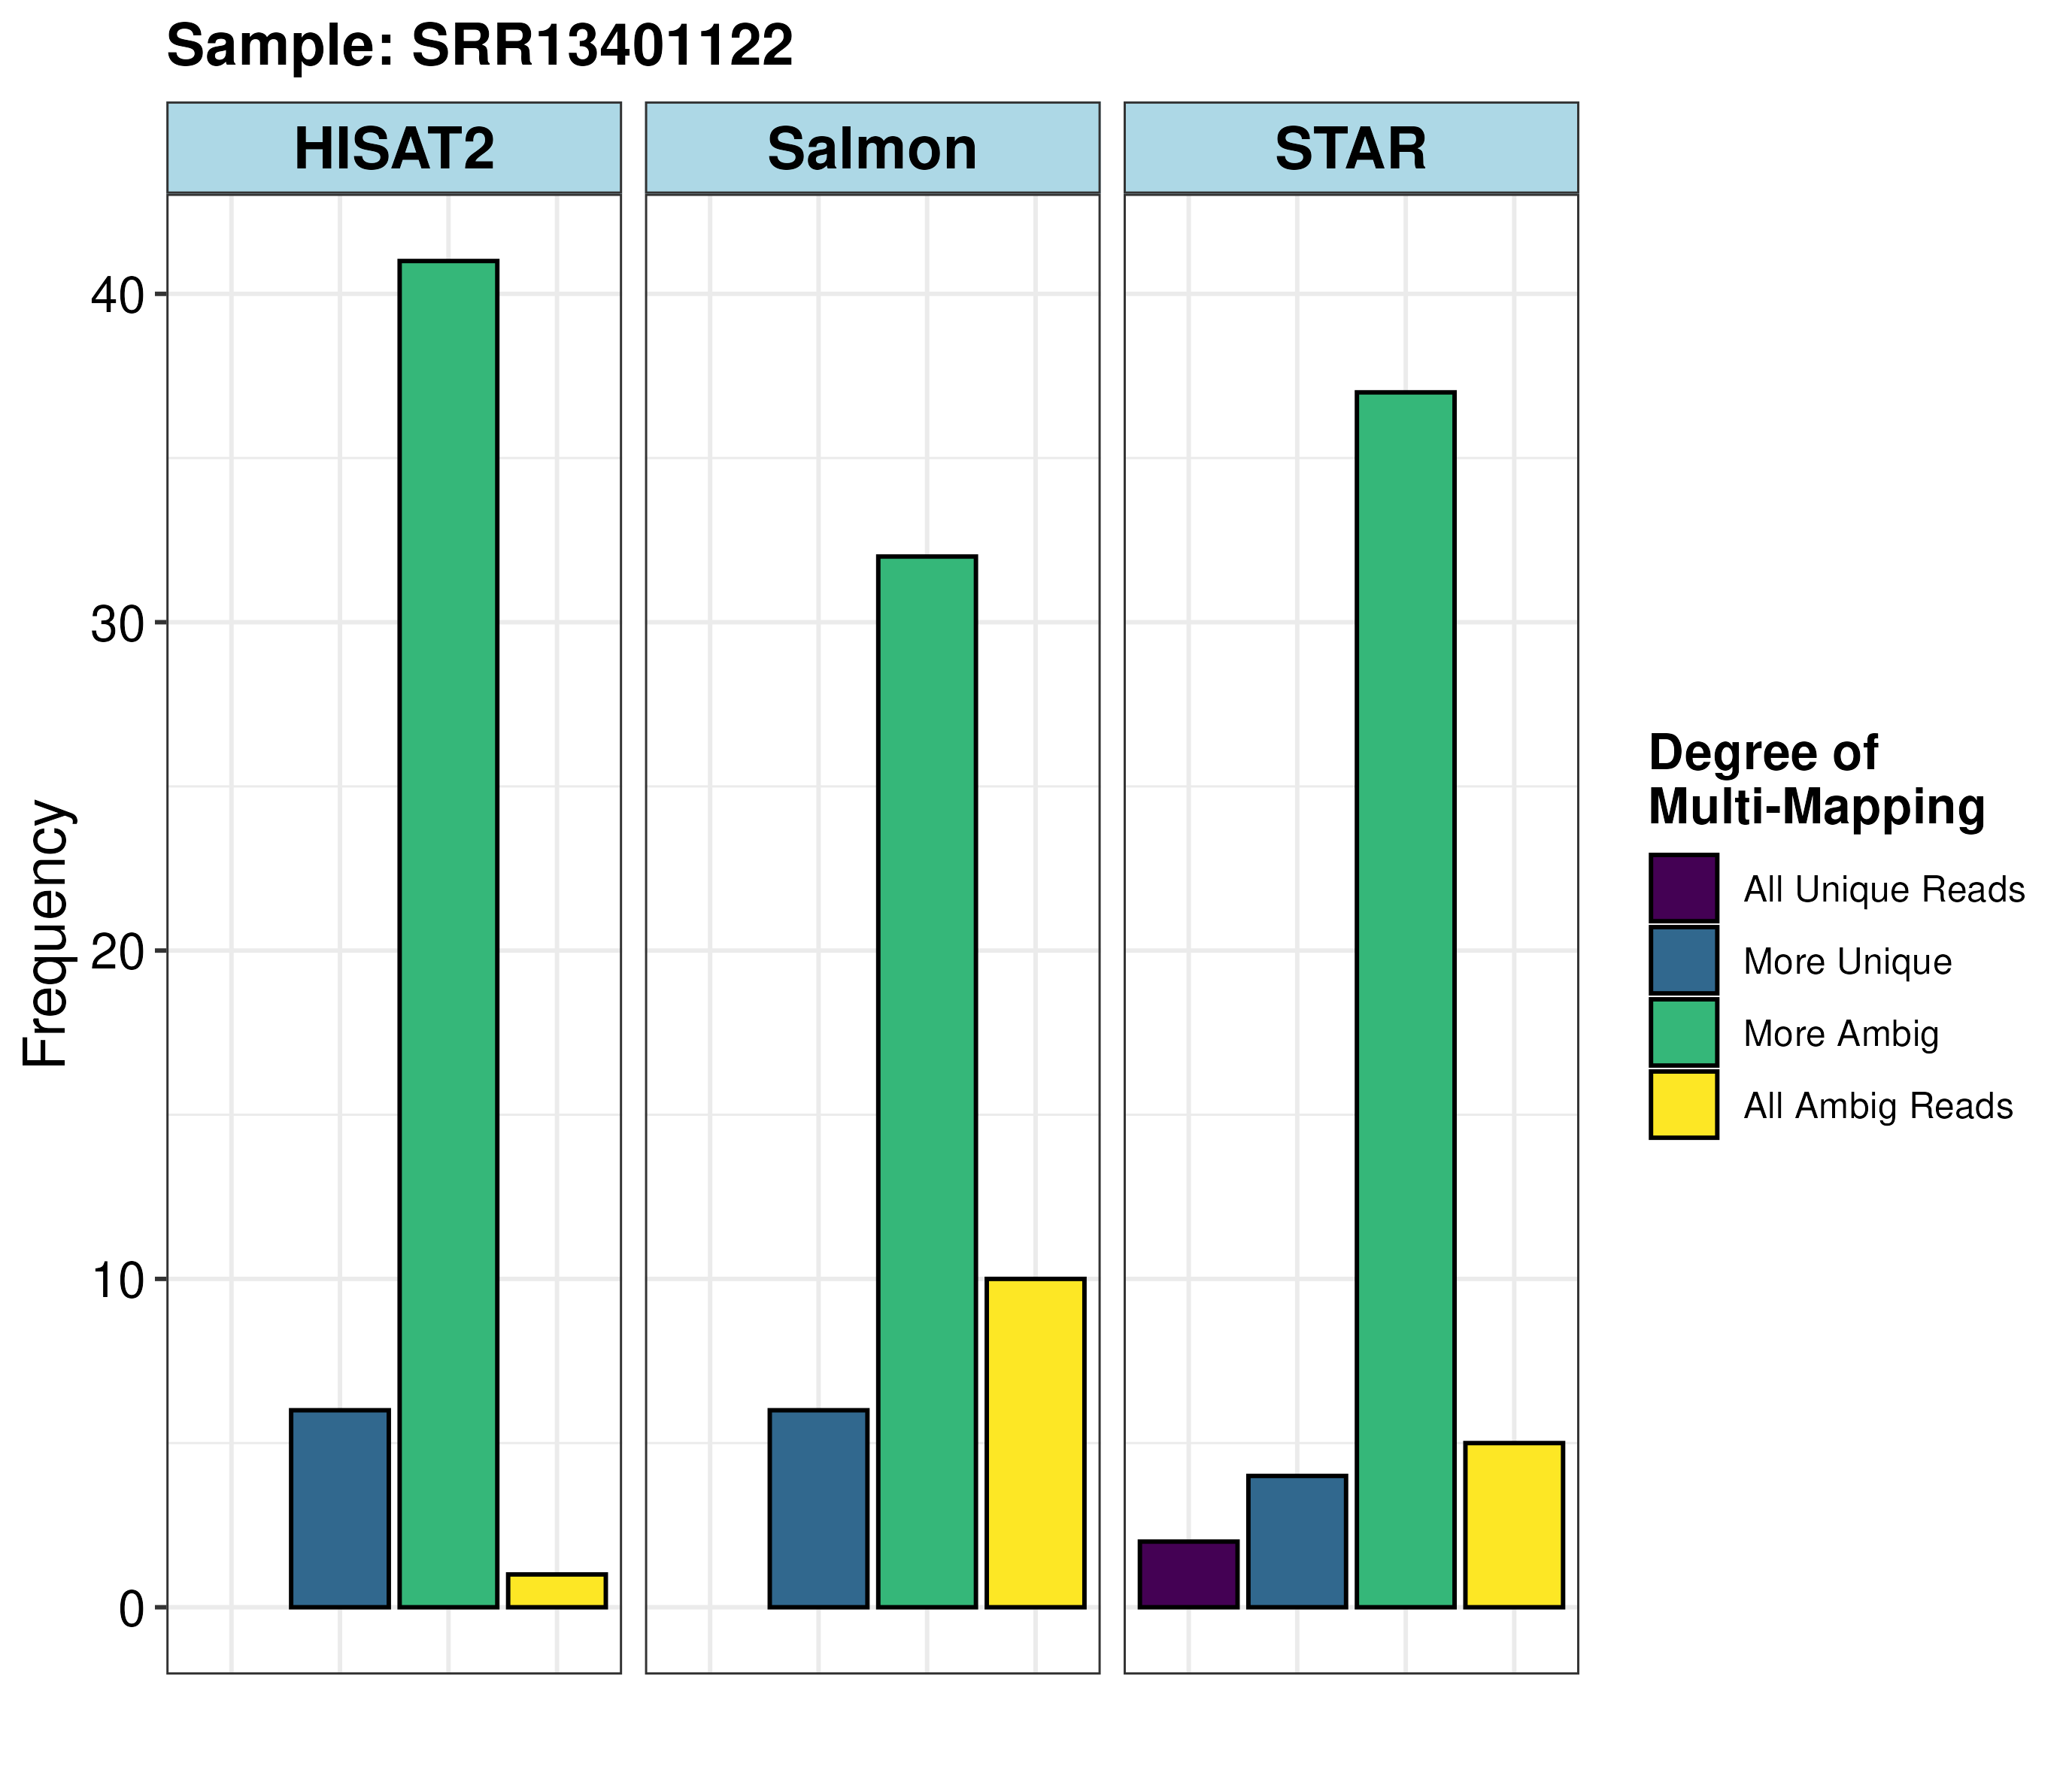 Sample: SRR13401122
HISAT2
Salmon
STAR
40
30
20
10
0
Frequency
Degree of
Multi-Mapping
All Unique Reads
More Unique
More Ambig
All Ambig Reads